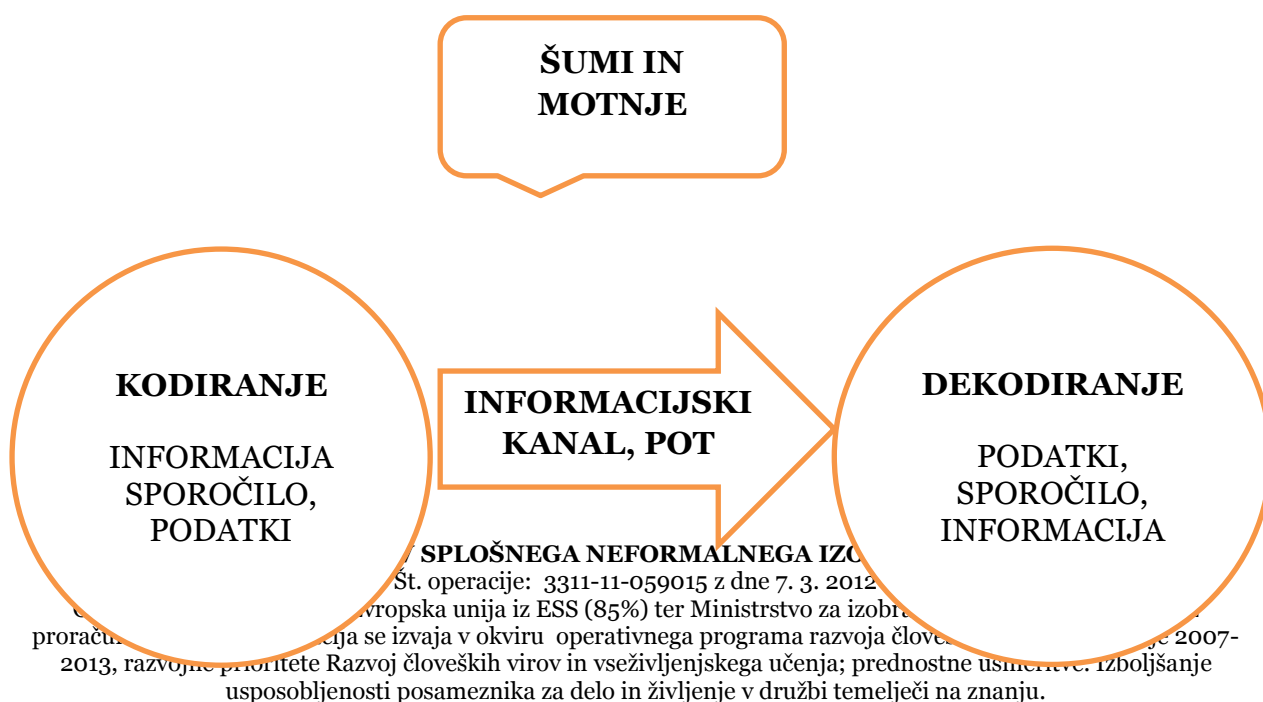 ŠUMI IN
MOTNJE
KODIRANJE
INFORMACIJA
SPOROČILO,
PODATKI
INFORMACIJSKI
KANAL, POT
DEKODIRANJE
PODATKI,
SPOROČILO,
INFORMACIJA
SPLOŠNEGA NEFORMALNEGA
Št. operacije: 3311-11-059015 z dne 7. 3. 2012
unija iz ESS (85%) ter Ministrstvo za
se izvaja v okviru operativnega programa razvoja 2007-
2013, razvojne prioritete Razvoj človeških virov in vseživljenjskega učenja; prednostne usmeritve: Izboljšanje
usposobljenosti posameznika za delo in življenje v družbi temelječi na znanju.